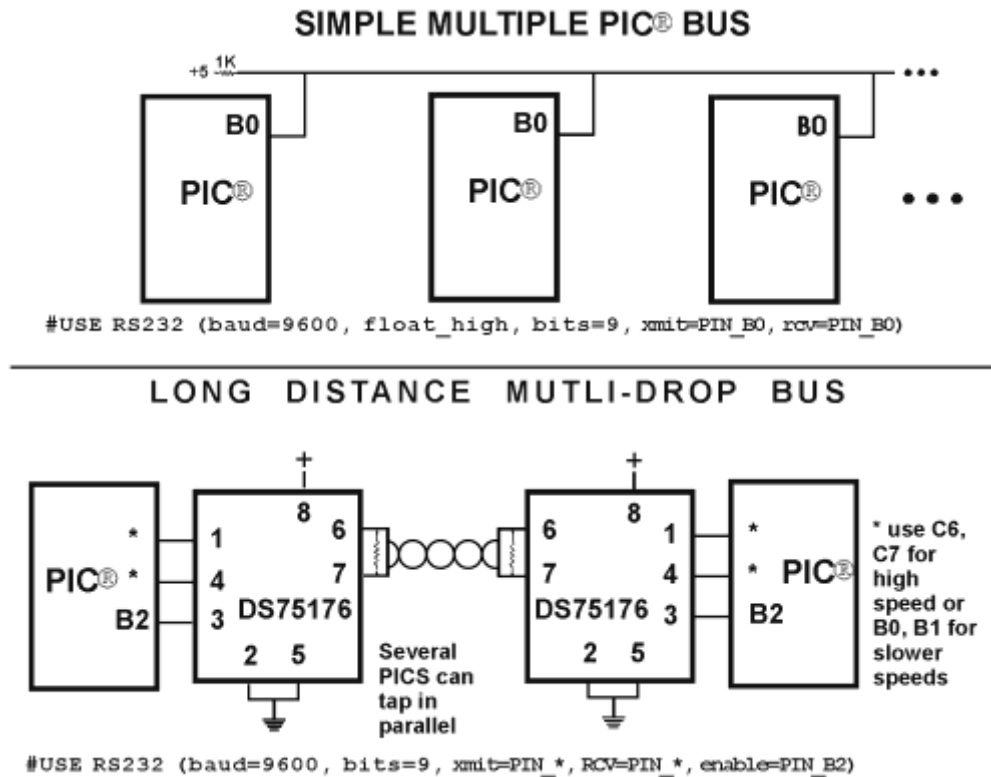 SIMPLE MULTIPLE PIC® BUS
+5 1K
B0 B0 B0
PIC® PIC® PIC®
#USE RS232 (baud=9600, float_high, bits=9, xmit=PIN_B0, rcv=PIN_B0)
LONG DISTANCE MUTLI-DROP BUS
+ +
8 8
* 1 6 6 1 *
PIC® * 4 7 7 4 * PIC®
B2 3 DS75176 DS75176 3 B2
2 5 2 5
Several
PICS can
tap in
parallel
* use C6,
C7 for
high
speed or
B0, B1 for
slower
speeds
#USE RS232 (baud=9600, bits=9, xmit=PIN_*, RCV=PIN_*, enable=PIN_B2)